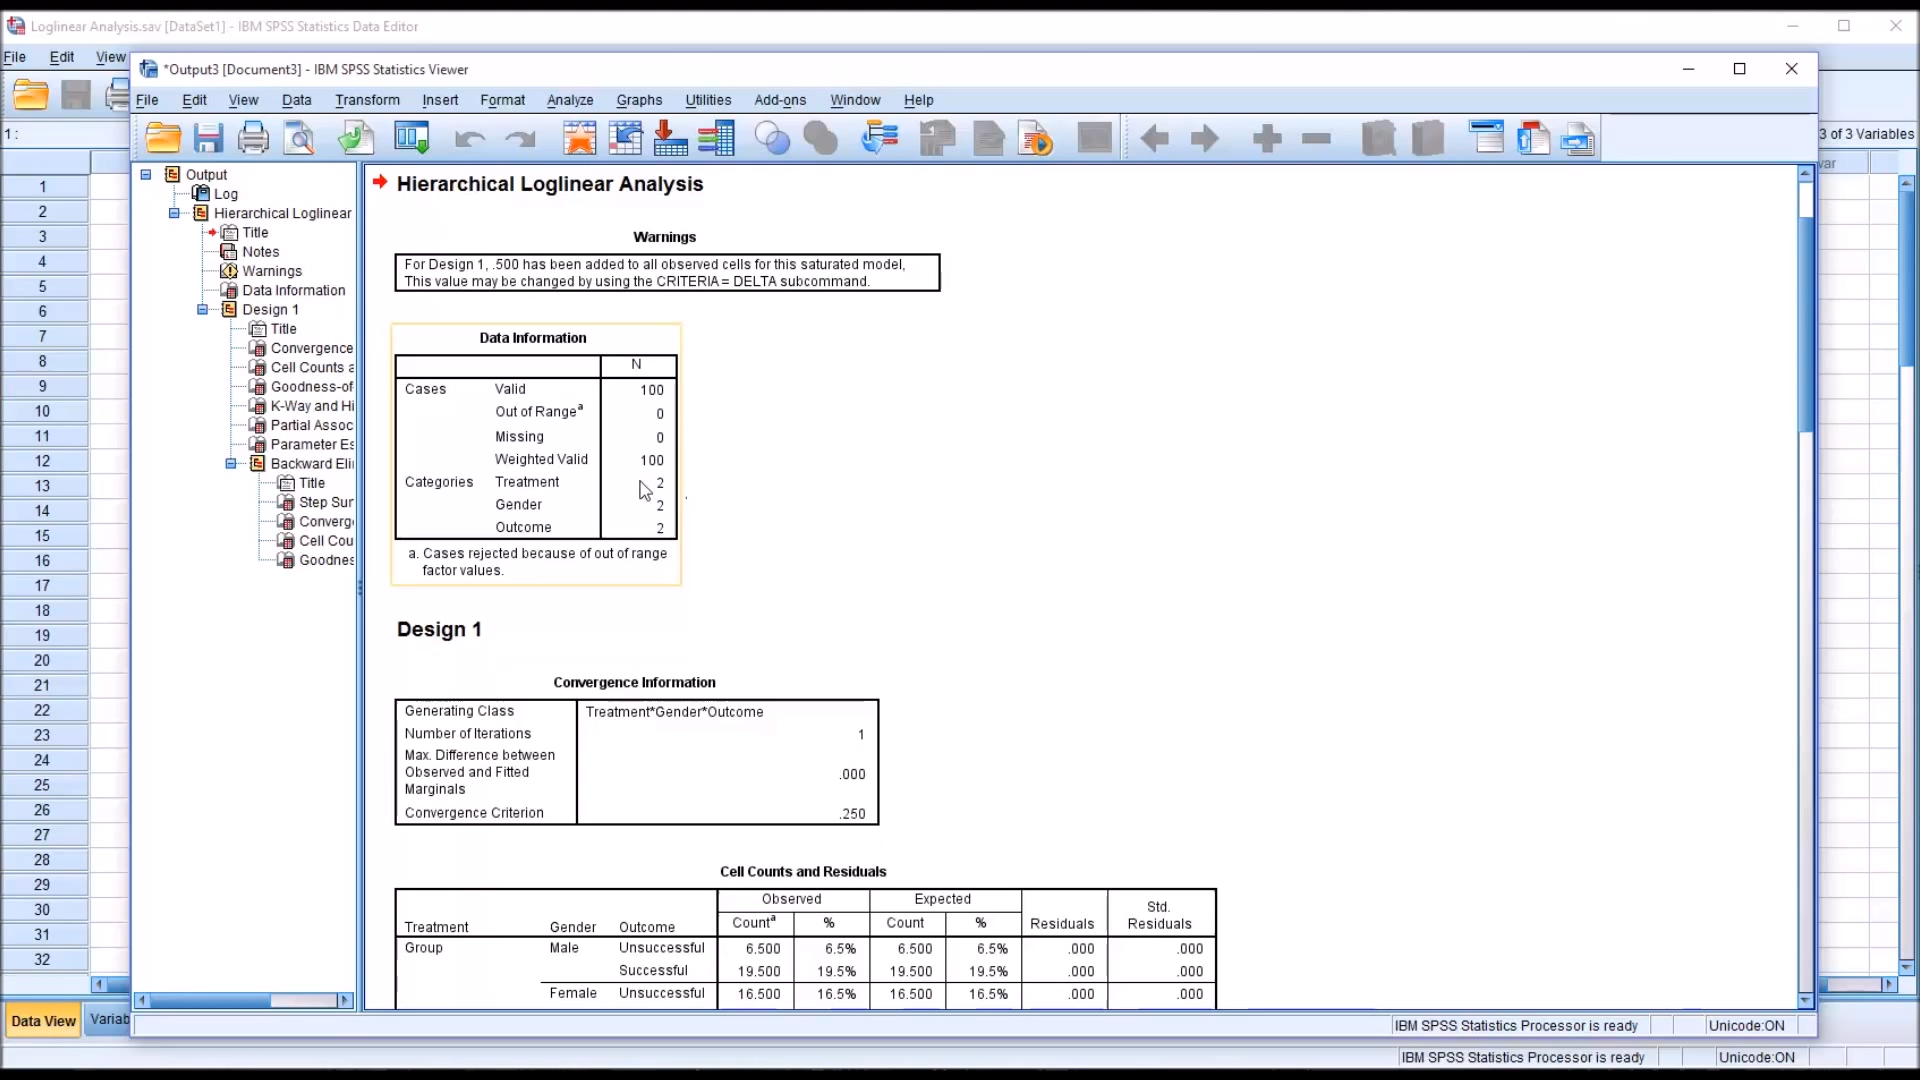 Loglinear Analysis.sav [DataSet1] - IBM SPSS Statistics Data Editor
File Edit View
*Output3 [Document3] - IBM SPSS Statistics Viewer
File Edit View Data Transform Insert Format Analyze Graphs Utilities Add-ons Window Help
1 :
3 of 3 Variables
var
1
2
3
4
5
6
7
8
9
10
11
12
13
14
15
16
17
18
19
20
21
22
23
24
25
26
27
28
29
30
31
32
Output
Log
Hierarchical Loglinear
Title
Notes
Warnings
Data Information
Design 1
Title
Convergence
Cell Counts a
Goodness-of
K-Way and Hi
Partial Assoc
Parameter Es
Backward Eli
Title
Step Sur
Converg
Cell Cou
Goodnes
Hierarchical Loglinear Analysis
Warnings
For Design 1, .500 has been added to all observed cells for this saturated model,
This value may be changed by using the CRITERIA = DELTA subcommand.
Data Information
N
Cases Valid 100
Out of Range a 0
Missing 0
Weighted Valid 100
Categories Treatment 2
Gender 2
Outcome 2
a. Cases rejected because of out of range
factor values.
Design 1
Convergence Information
Generating Class Treatment*Gender*Outcome
Number of Iterations 1
Max. Difference between
Observed and Fitted
Marginals .000
Convergence Criterion .250
Cell Counts and Residuals
Observed Expected
Treatment Gender Outcome Count a % Count % Residuals Std. Residuals
Group Male Unsuccessful 6.500 6.5% 6.500 6.5% .000 .000
Successful 19.500 19.5% 19.500 19.5% .000 .000
Female Unsuccessful 16.500 16.5% 16.500 16.5% .000 .000
Data View Variab
IBM SPSS Statistics Processor is ready Unicode:ON
IBM SPSS Statistics Processor is ready Unicode:ON